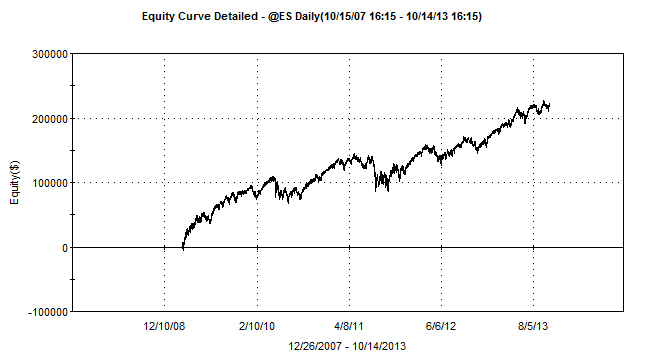 Equity Curve Detailed - @ES Daily(10/15/07 16:15 - 10/14/13 16:15)
300000
200000
100000
0
-100000
Equity($)
12/10/08 2/10/10 4/8/11 6/6/12 8/5/13
12/26/2007 - 10/14/2013